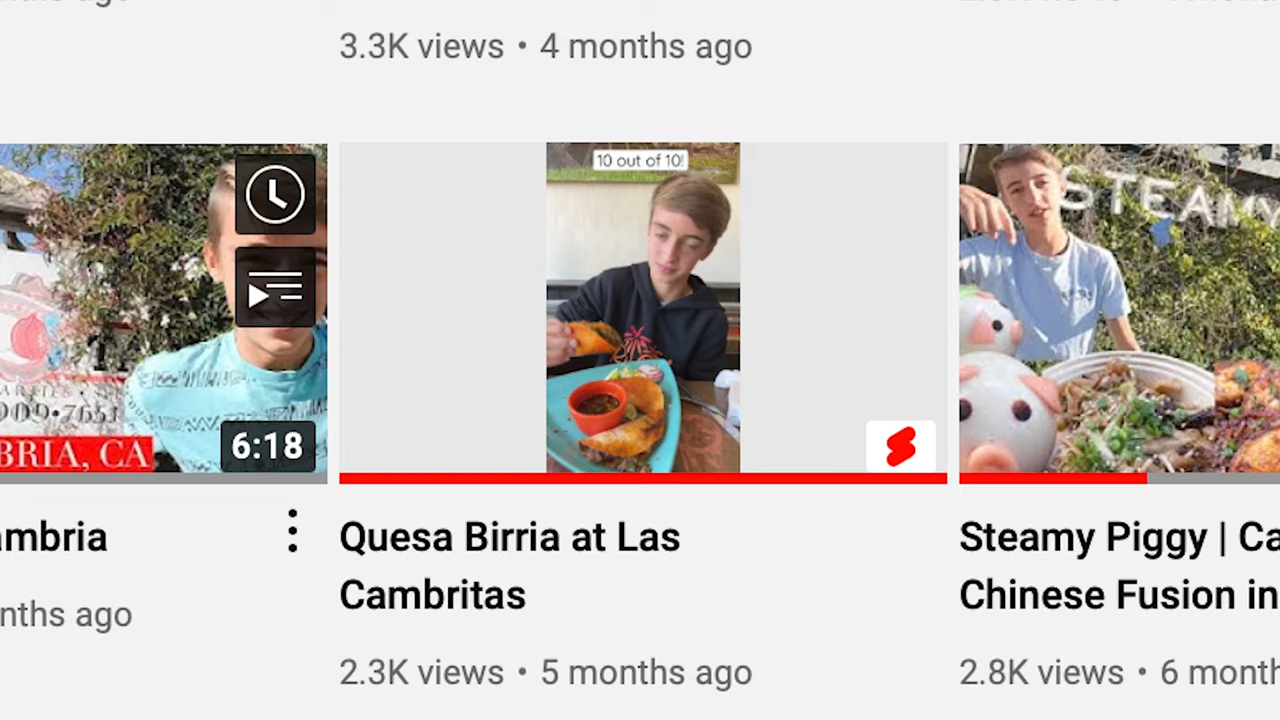 3.3K views • 4 months ago
10 out of 10!
STEAMY
6:18
BRIA, CA
Quesa Birria at Las
Cambritas
Steamy Piggy | Ca
Chinese Fusion in
ambria
nths ago
2.3K views • 5 months ago
2.8K views • 6 month